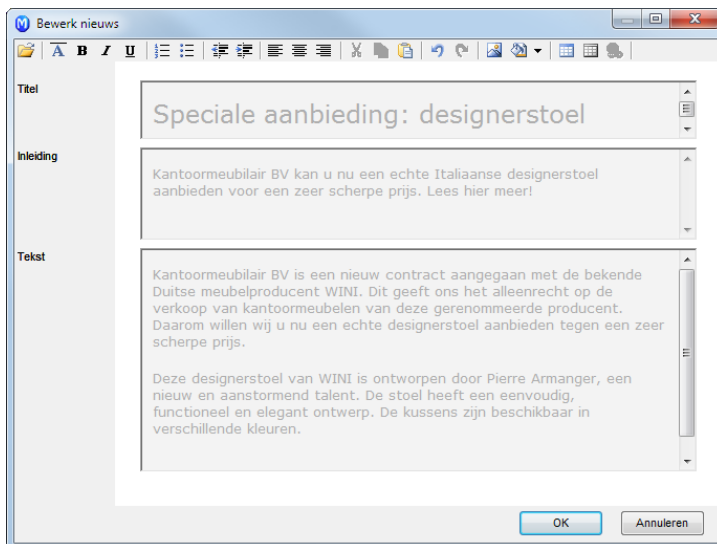 Bewerk nieuws
A B I U
Titel
Speciale aanbieding: designerstoel
Inleiding
Kantoormeubilair BV kan u nu een echte Italiaanse designerstoel
aanbieden voor een zeer scherpe prijs. Lees hier meer!
Tekst
Kantoormeubilair BV is een nieuw contract aangegaan met de bekende
Duitse meubelproducent WINI. Dit geeft ons het alleenrecht op de
verkoop van kantoormeubelen van deze gerenommeerde producent.
Daarom willen wij u nu een echte designerstoel aanbieden tegen een zeer
scherpe prijs.
Deze designerstoel van WINI is ontworpen door Pierre Armanger, een
nieuw en aanstormend talent. De stoel heeft een eenvoudig,
functioneel en elegant ontwerp. De kussens zijn beschikbaar in
verschillende kleuren.
OK Annuleren